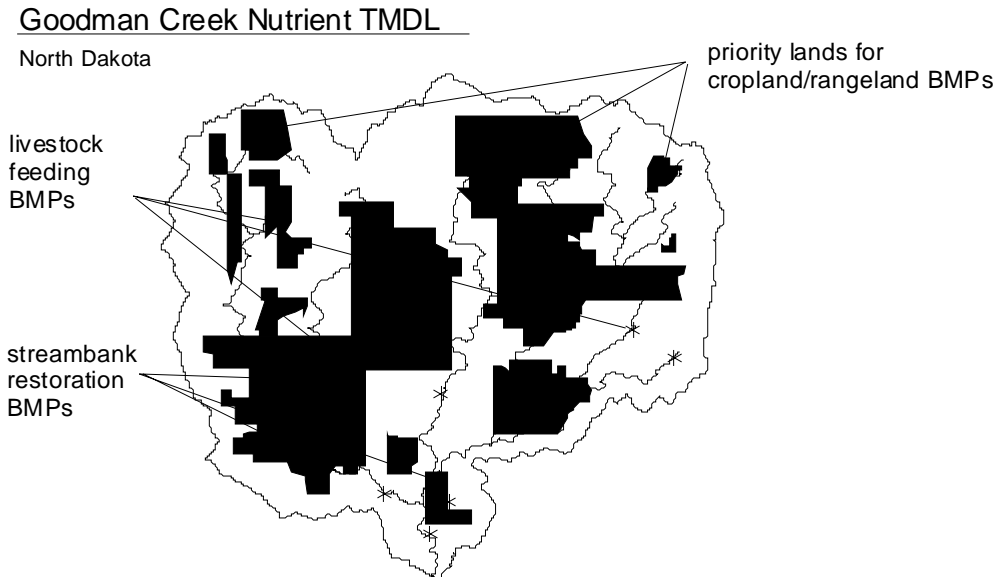 Goodman Creek Nutrient TMDL
North Dakota
priority lands for
cropland/rangeland BMPs
livestock
feeding
BMPs
streambank
restoration
BMPs